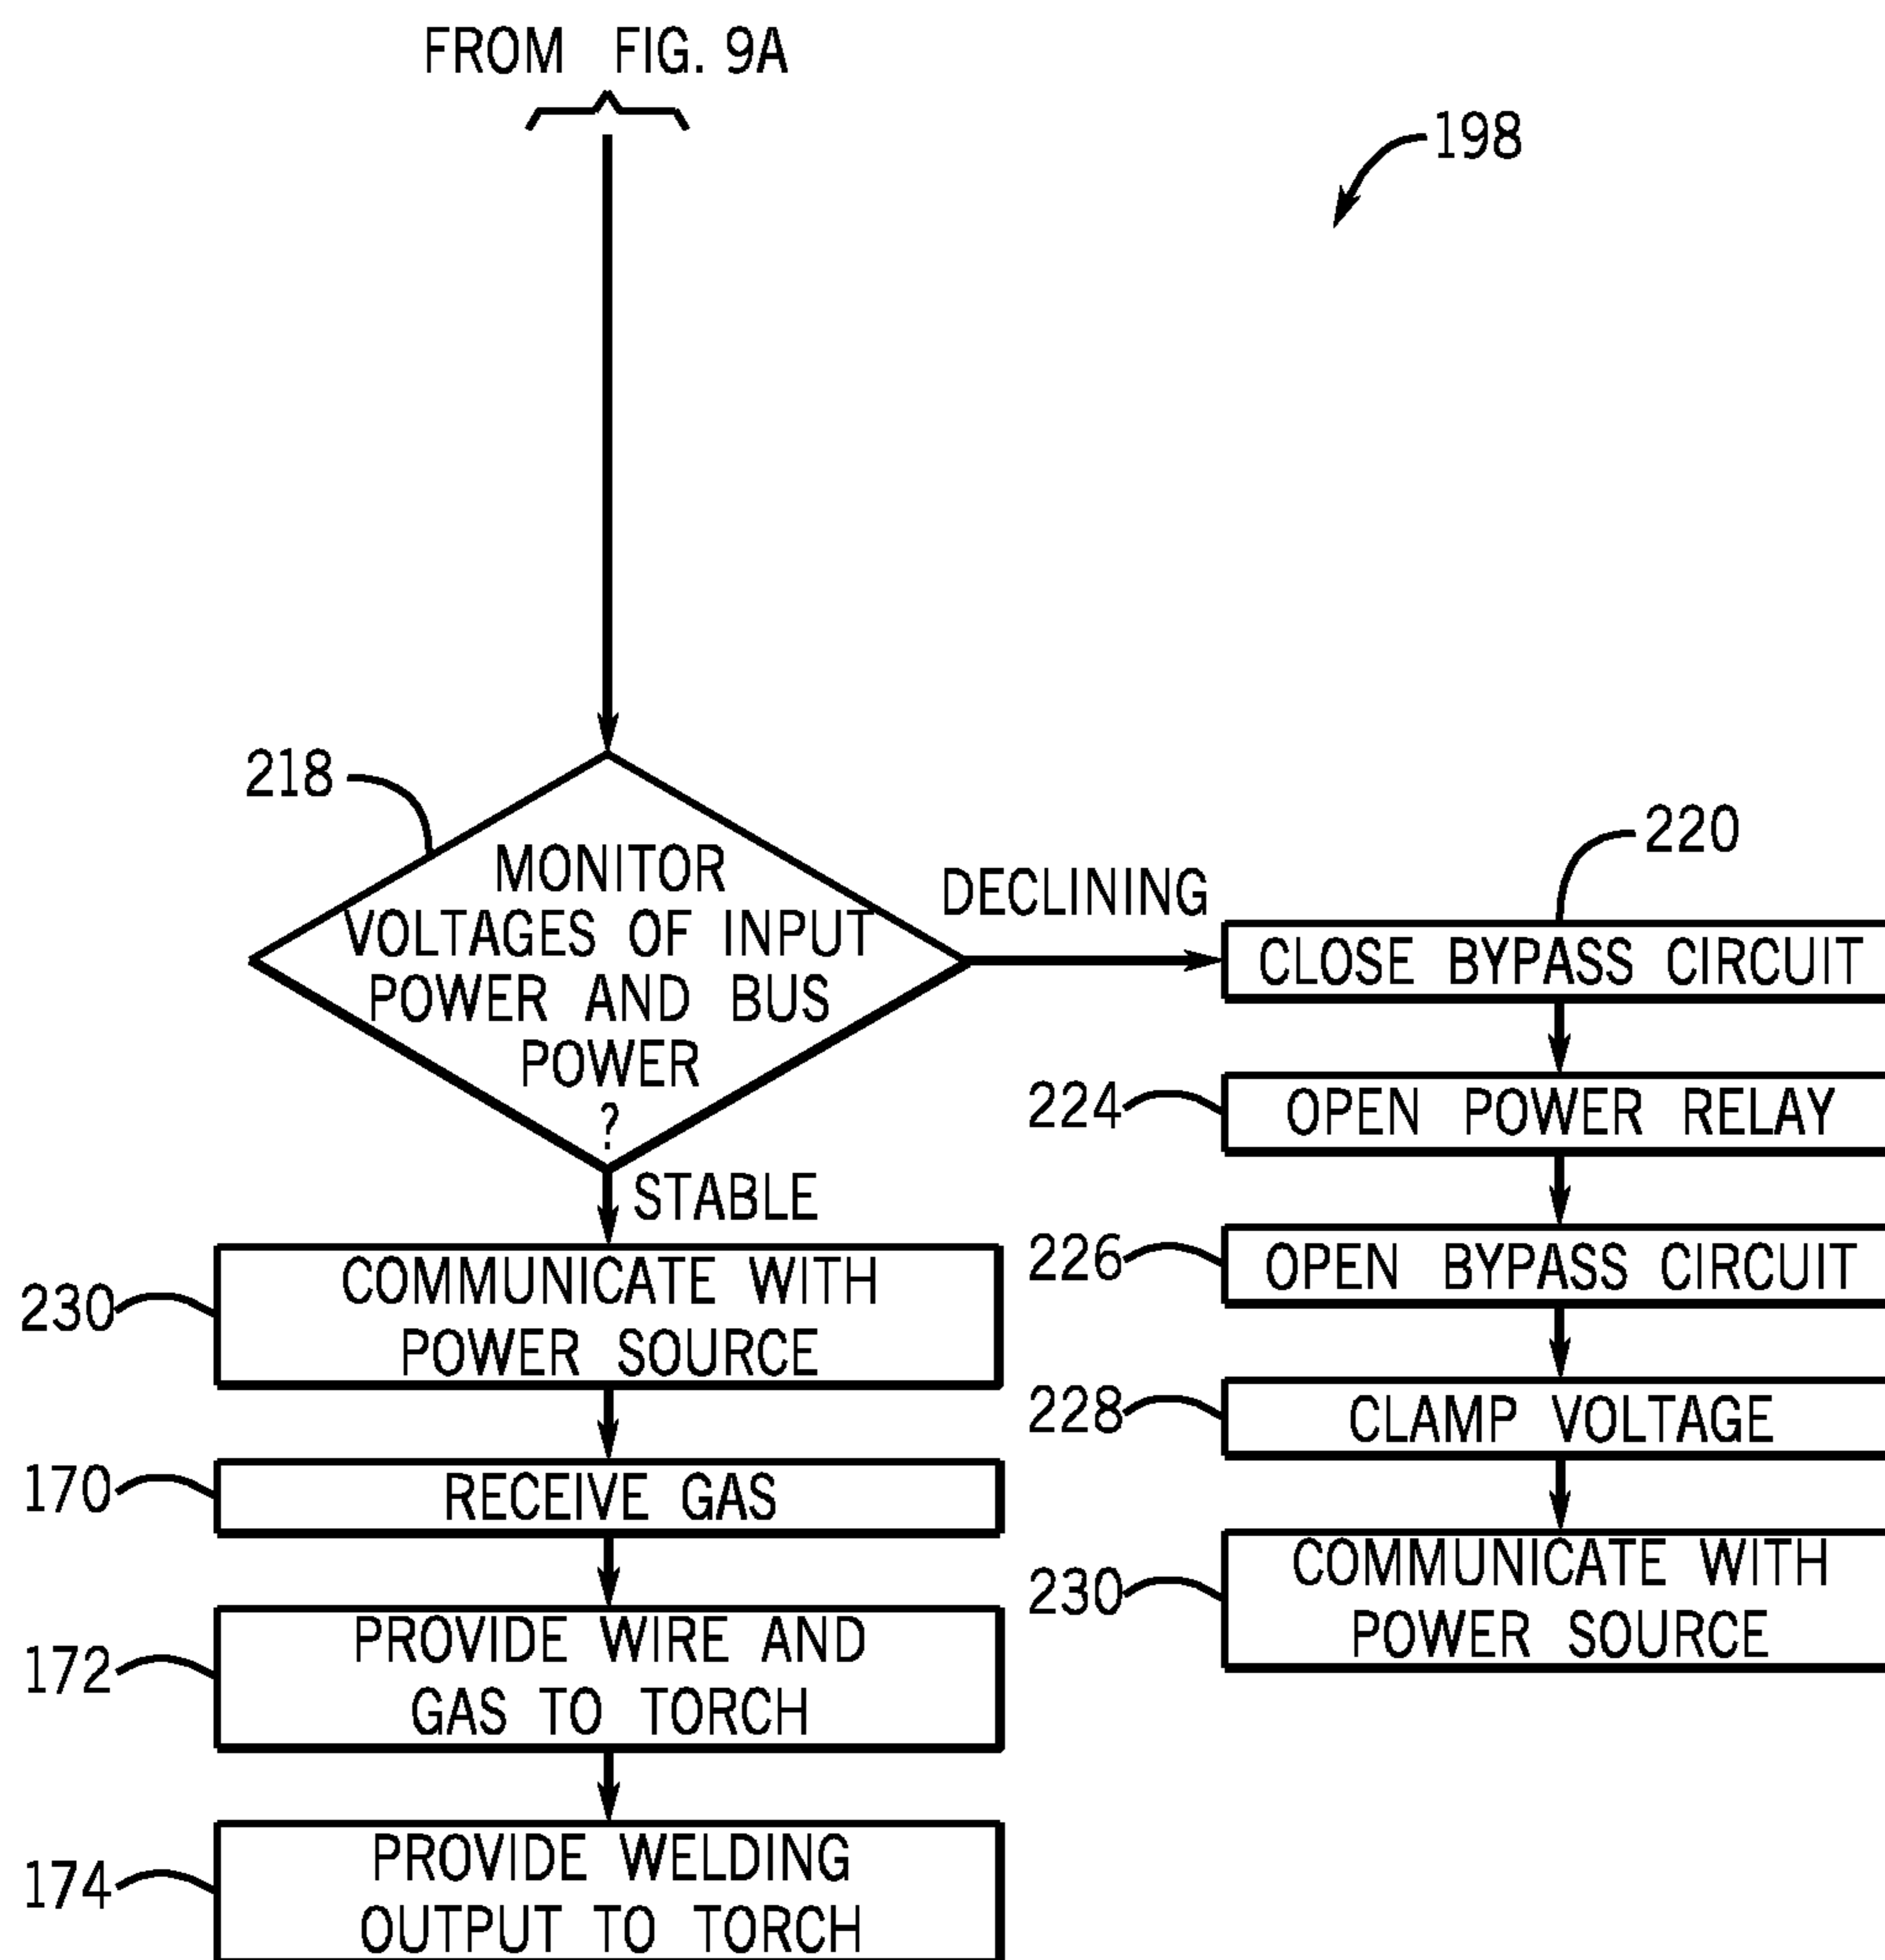 FROM FIG. 9A
198
218
MONITOR
VOLTAGES OF INPUT
POWER AND BUS
POWER
?
DECLINING
STABLE
220
CLOSE BYPASS CIRCUIT
224
OPEN POWER RELAY
226
OPEN BYPASS CIRCUIT
228
CLAMP VOLTAGE
230
COMMUNICATE WITH
POWER SOURCE
230
COMMUNICATE WITH
POWER SOURCE
170
RECEIVE GAS
172
PROVIDE WIRE AND
GAS TO TORCH
174
PROVIDE WELDING
OUTPUT TO TORCH